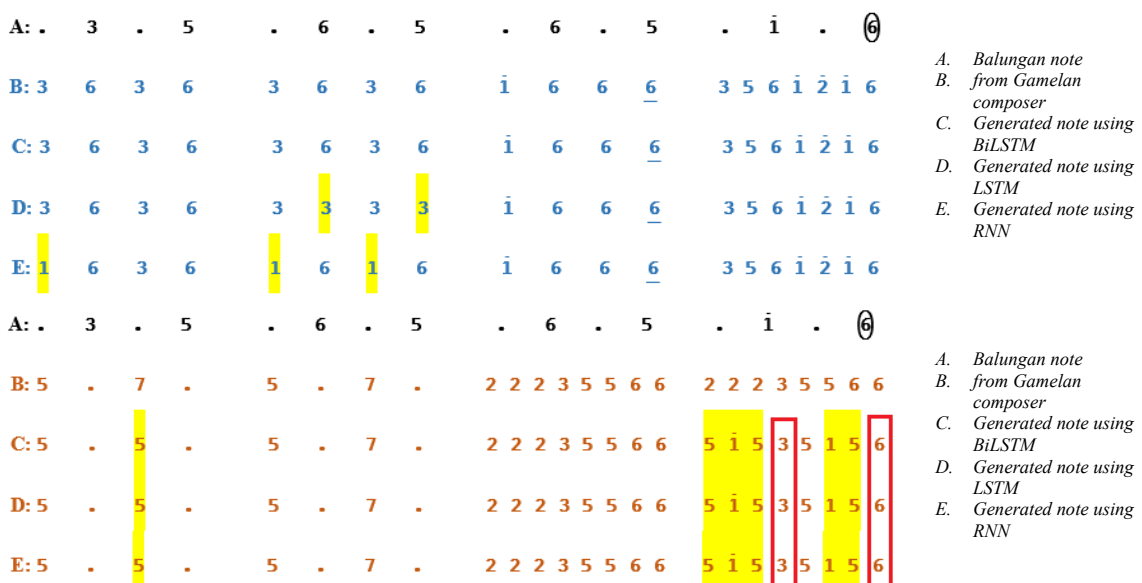 A: . 3 . 5 . 6 . 5 . 6 . 5 . i̇ . 6
B: 3 6 3 6 3 6 3 6 i̇ 6 6 6 3 5 6 i̇ 2̇ i̇ 6
C: 3 6 3 6 3 6 3 6 i̇ 6 6 6 3 5 6 i̇ 2̇ i̇ 6
D: 3 6 3 6 3 3 3 3 i̇ 6 6 6 3 5 6 i̇ 2̇ i̇ 6
E: 1 6 3 6 1 6 1 6 i̇ 6 6 6 3 5 6 i̇ 2̇ i̇ 6
A. Balungan note
B. from Gamelan
composer
C. Generated note using
BiLSTM
D. Generated note using
LSTM
E. Generated note using
RNN
A: . 3 . 5 . 6 . 5 . 6 . 5 . i̇ . 6
B: 5 . 7 . 5 . 7 . 2 2 2 3 5 5 6 6 2 2 2 3 5 5 6 6
C: 5 . 5 . 5 . 7 . 2 2 2 3 5 5 6 6 5 i̇ 5 3 5 1 5 6
D: 5 . 5 . 5 . 7 . 2 2 2 3 5 5 6 6 5 i̇ 5 3 5 1 5 6
E: 5 . 5 . 5 . 7 . 2 2 2 3 5 5 6 6 5 i̇ 5 3 5 1 5 6
A. Balungan note
B. from Gamelan
composer
C. Generated note using
BiLSTM
D. Generated note using
LSTM
E. Generated note using
RNN